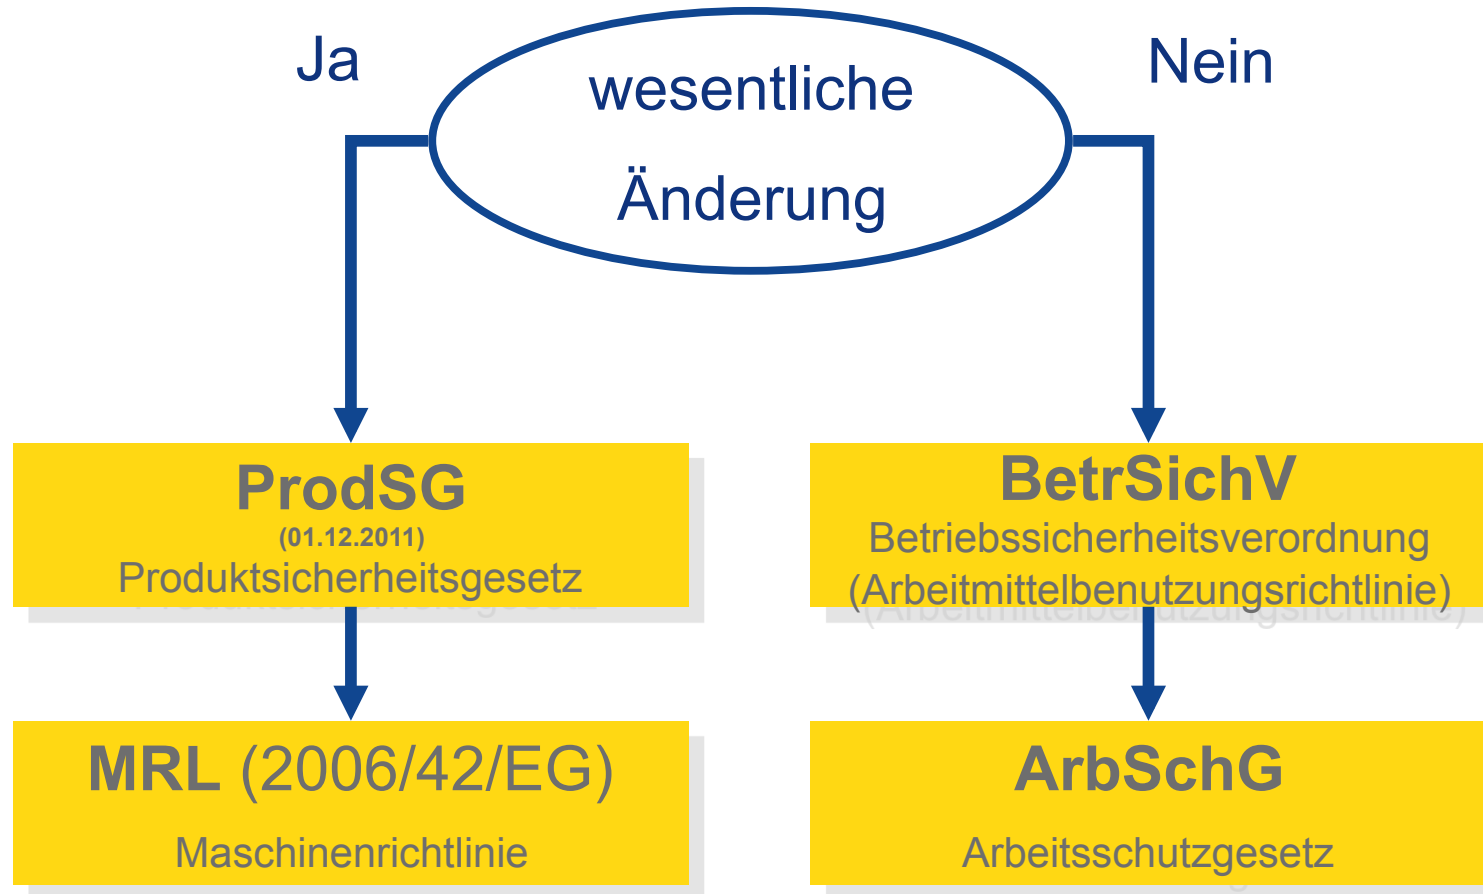 Ja
wesentliche
Änderung
Nein
ProdSG
(01.12.2011)
Produktsicherheitsgesetz
BetrSichV
Betriebssicherheitsverordnung
(Arbeitmittelbenutzungsrichtlinie)
MRL (2006/42/EG)
Maschinenrichtlinie
ArbSchG
Arbeitsschutzgesetz